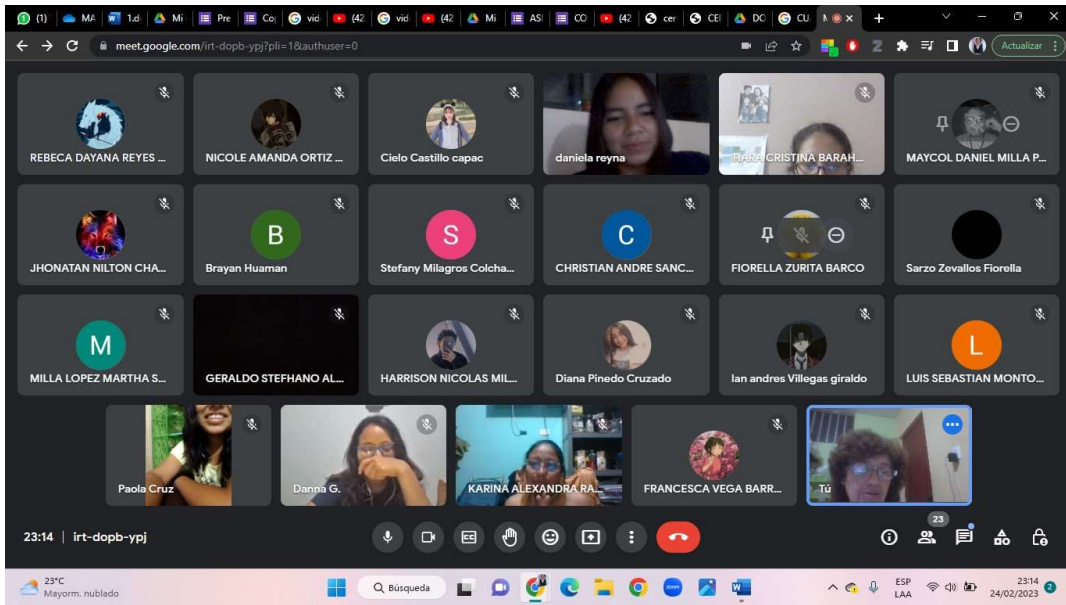 (1)
MA
1.d
Mi
Pre
Co
vid
(42
vid
(42
Mi
ASI
CO
(42
cer
CEF
DO
CU
meet.google.com/irt-dopb-ypj?pli=1&authuser=0
Actualizar
REBECA DAYANA REYES ...
NICOLE AMANDA ORTIZ ...
Cielo Castillo capac
daniela reyna
CRISTINA BARAH...
MAYCOL DANIEL MILLA P...
JHONATAN NILTON CHA...
B
Brayan Huaman
S
Stefany Milagros Colcha...
C
CHRISTIAN ANDRE SANC...
FIORELLA ZURITA BARCO
Sarzo Zevallos Fiorella
M
MILLA LOPEZ MARTHA S...
GERALDO STEFHANO AL...
HARRISON NICOLAS MIL...
Diana Pinedo Cruzado
Ian andres Villegas giraldo
L
LUIS SEBASTIAN MONTO...
Paola Cruz
Danna G.
KARINA ALEXANDRA RA...
FRANCESCA VEGA BARR...
Tú
23:14 | irt-dopb-ypj
23
23°C
Mayorm. nublado
Búsqueda
zoom
ESP
LAA
23:14
24/02/2023
2